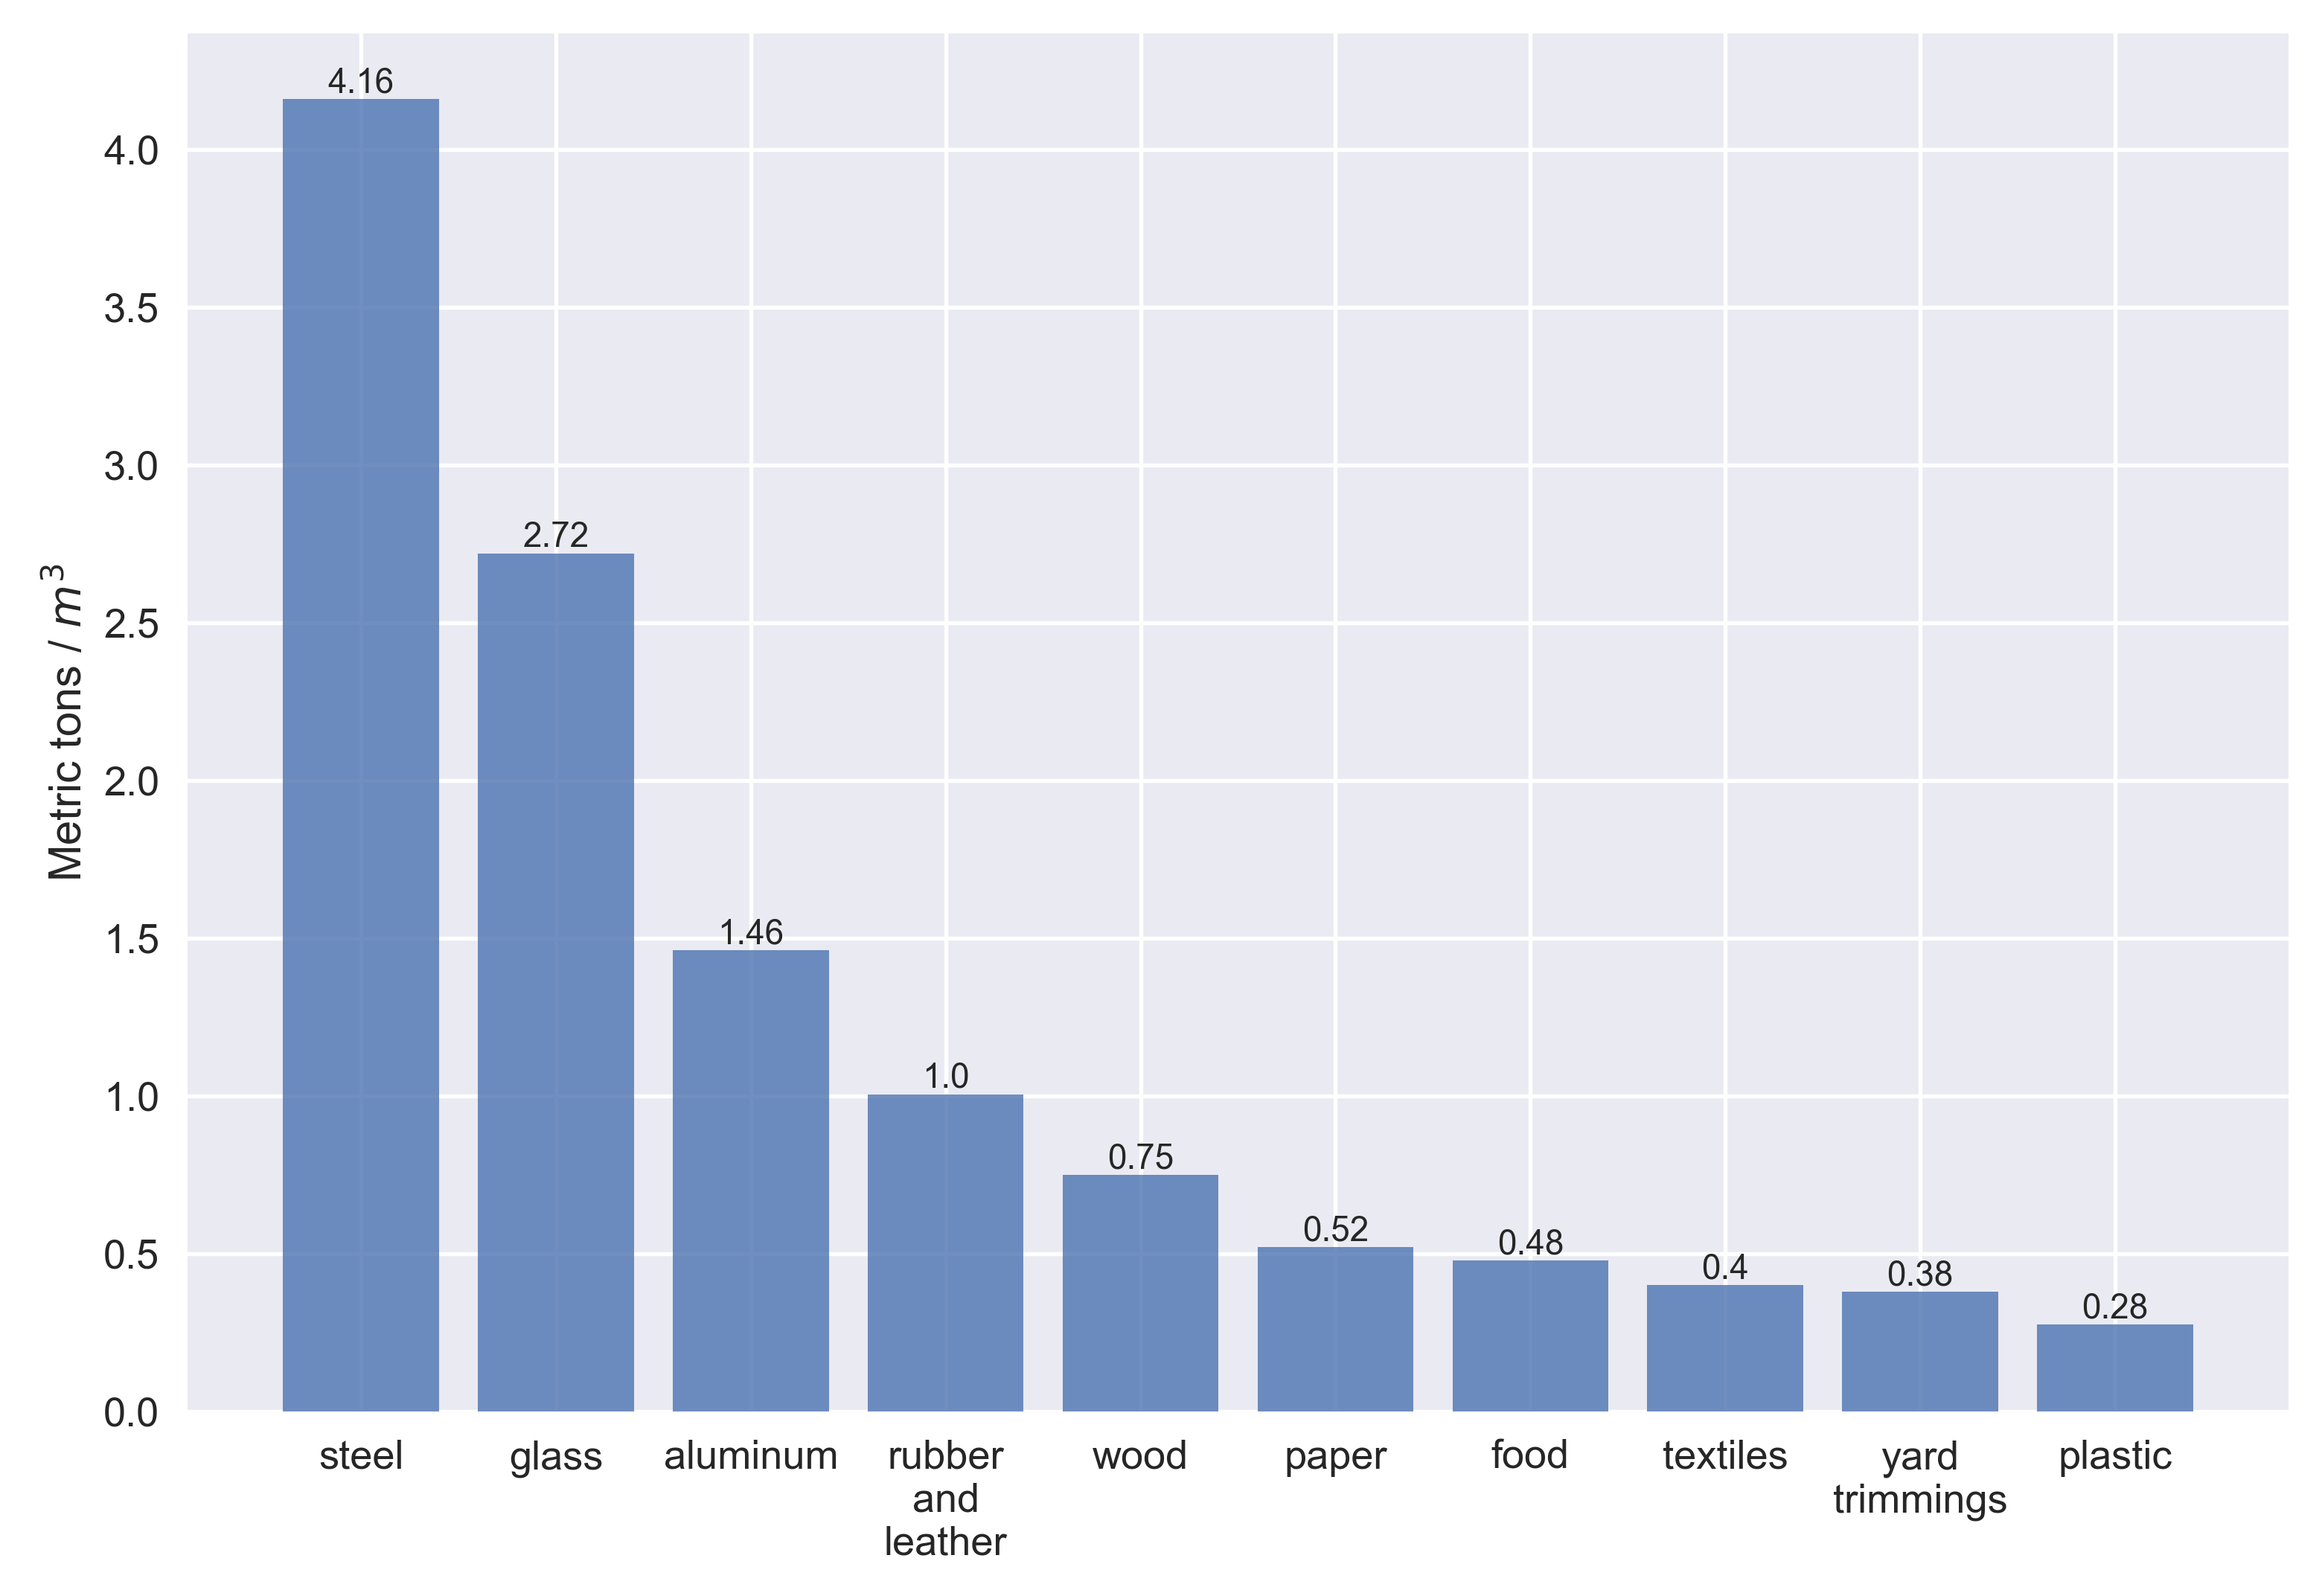 4.16
2.72
1.46
1.0
0.75
0.52
0.48
0.4
0.38
0.28
4.0
3.5
3.0
2.5
2.0
1.5
1.0
0.5
0.0
Metric tons / m³
steel
glass
aluminum
rubber
and
leather
wood
paper
food
textiles
yard
trimmings
plastic